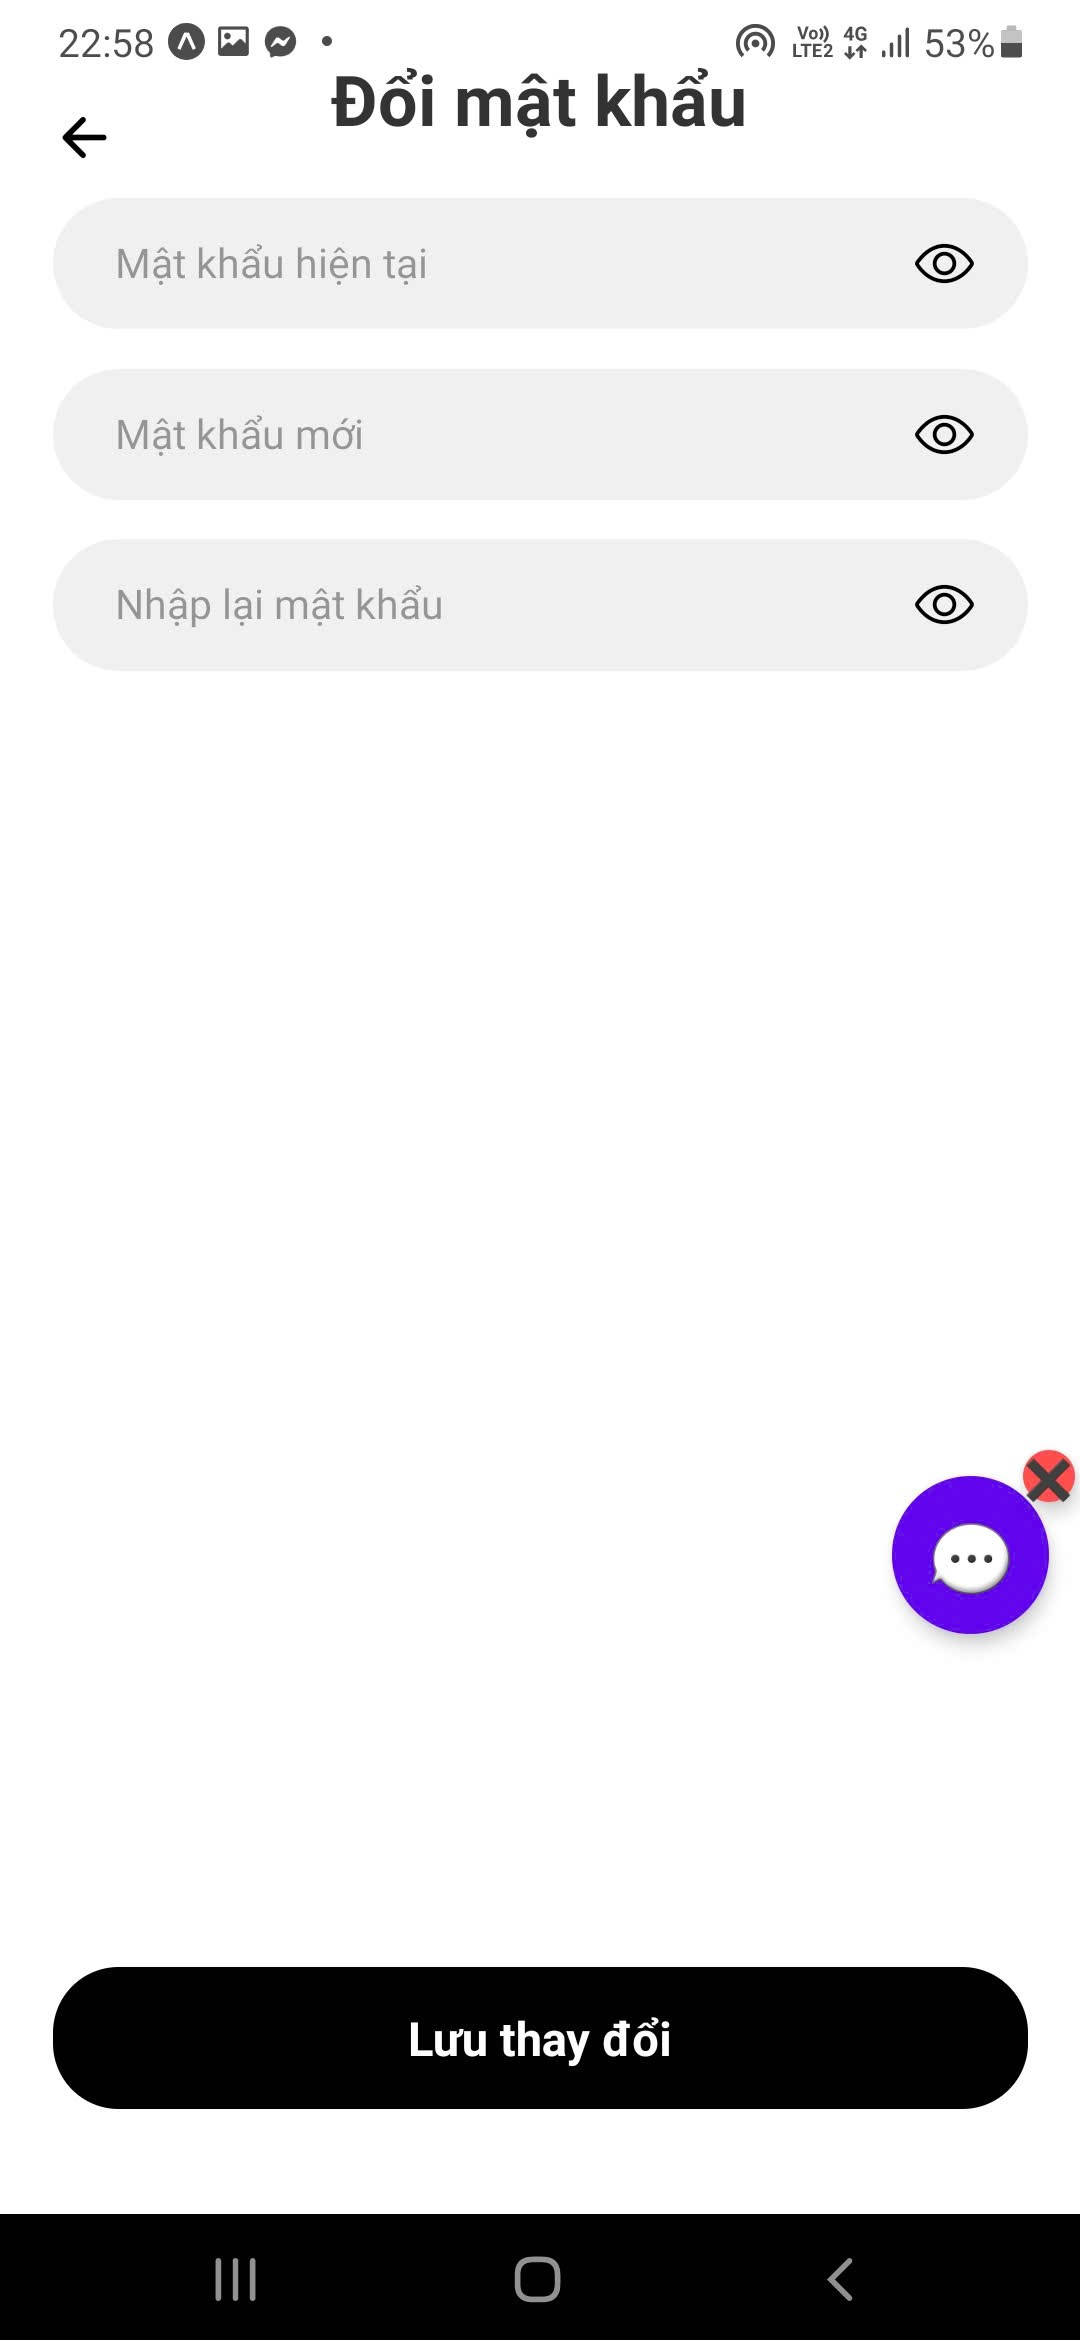 22:58 Vo)) LTE2 4G 53%
Đổi mật khẩu
Mật khẩu hiện tại
Mật khẩu mới
Nhập lại mật khẩu
Lưu thay đổi